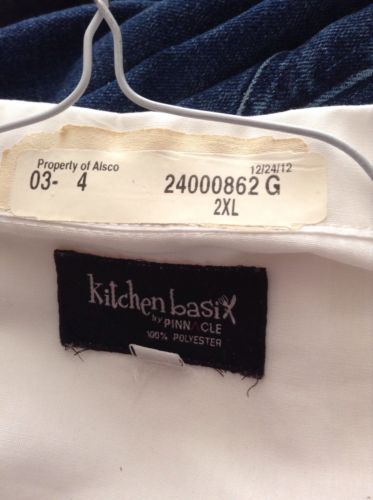 Property of Alsco 12/24/12
03- 4 24000862 G
2XL
kitchen basix
by PINNACLE
100% POLYESTER